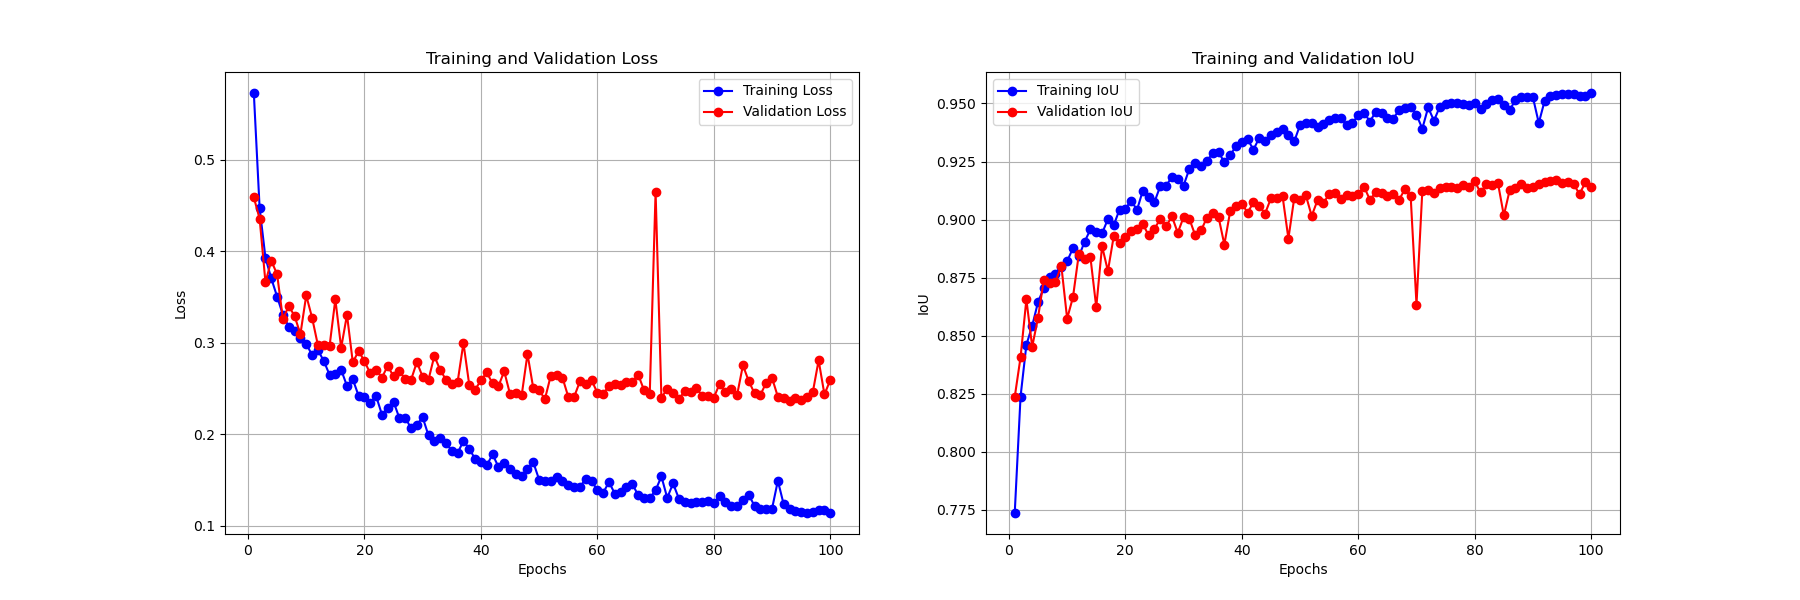 Training and Validation Loss
Training Loss
Validation Loss
Loss
0.5
0.4
0.3
0.2
0.1
0
20
40
60
80
100
Epochs
Training and Validation IoU
Training IoU
Validation IoU
IoU
0.950
0.925
0.900
0.875
0.850
0.825
0.800
0.775
0
20
40
60
80
100
Epochs